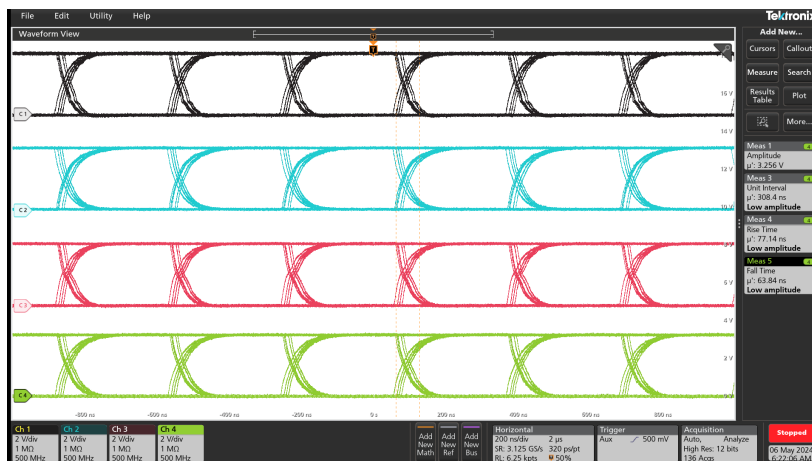 File Edit Utility Help
Tektronix
Waveform View
Add New...
Cursors Callout
Measure Search
Results Table Plot
More...
T
C1
C2
C3
C4
16 V
14 V
12 V
10 V
8 V
6 V
4 V
2 V
-800 ns -600 ns -400 ns -200 ns 0 s 200 ns 400 ns 600 ns 800 ns
Meas 1 4
Amplitude
µ': 3.256 V
Meas 3 4
Unit Interval
µ': 308.4 ns
Low amplitude
Meas 4 4
Rise Time
µ': 77.14 ns
Low amplitude
Meas 5 4
Fall Time
µ': 63.84 ns
Low amplitude
Ch 1
2 V/div
1 MΩ
500 MHz
Ch 2
2 V/div
1 MΩ
500 MHz
Ch 3
2 V/div
1 MΩ
500 MHz
Ch 4
2 V/div
1 MΩ
500 MHz
Add New Math
Add New Ref
Add New Bus
Horizontal
200 ns/div 2 µs
SR: 3.125 GS/s 320 ps/pt
RL: 6.25 kpts 50%
Trigger
Aux 500 mV
Acquisition
Auto, Analyze
High Res: 12 bits
136 Acqs
Stopped
06 May 2024
6:22:06 AM